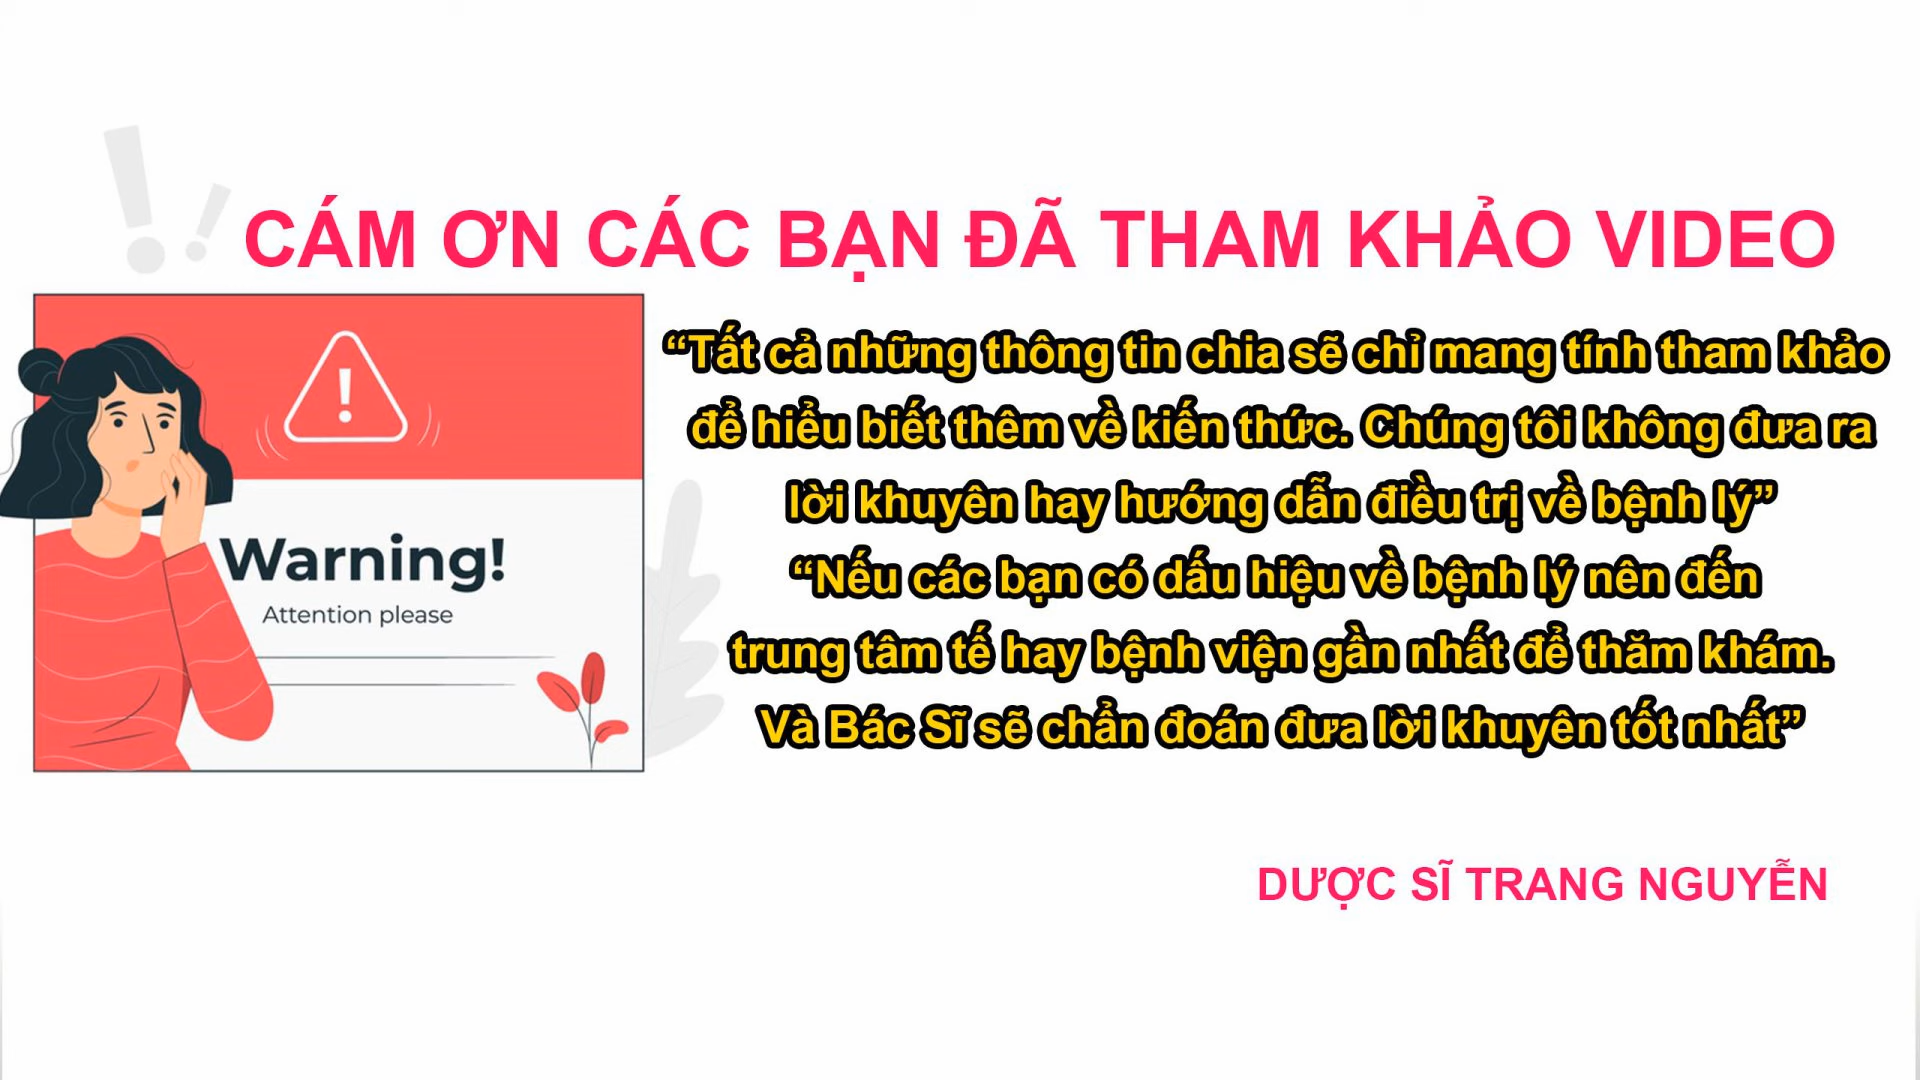 CÁM ƠN CÁC BẠN ĐÃ THAM KHẢO VIDEO
“Tất cả những thông tin chia sẽ chỉ mang tính tham khảo
để hiểu biết thêm về kiến thức. Chúng tôi không đưa ra
lời khuyên hay hướng dẫn điều trị về bệnh lý”
“Nếu các bạn có dấu hiệu về bệnh lý nên đến
trung tâm tế hay bệnh viện gần nhất để thăm khám.
Và Bác Sĩ sẽ chẩn đoán đưa lời khuyên tốt nhất”
Warning!
Attention please
DƯỢC SĨ TRANG NGUYỄN